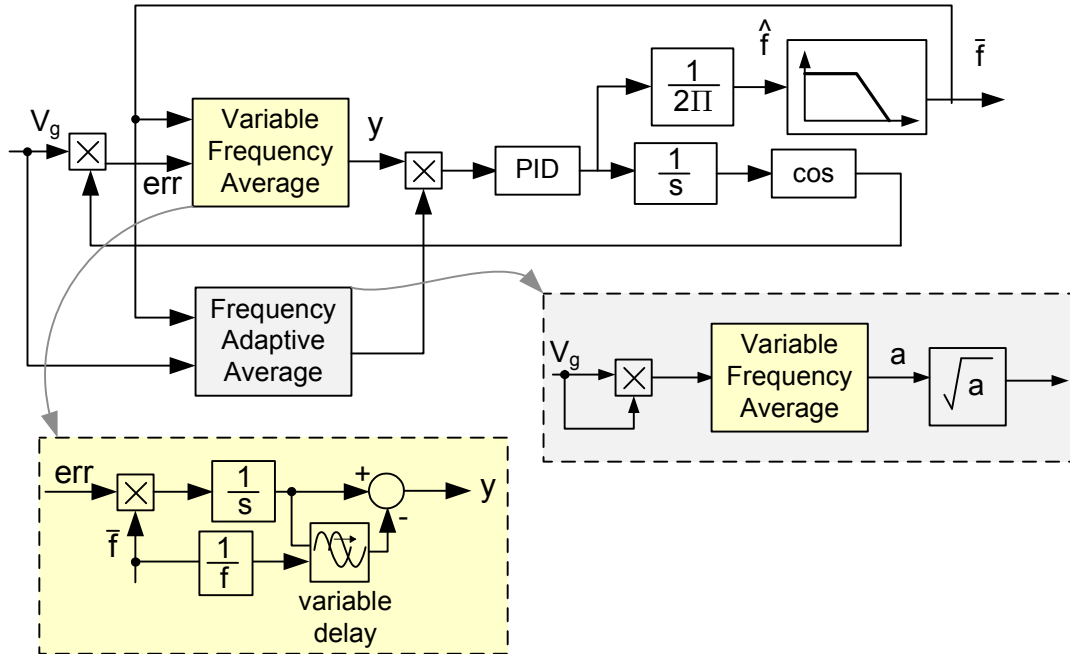 f̂
f̄
1
2Π
V_g
Variable
Frequency
Average
y
err
×
×
PID
1
s
cos
Frequency
Adaptive
Average
V_g
×
Variable
Frequency
Average
a
√a
err
×
1
s
+
-
y
f̄
1
f
variable
delay